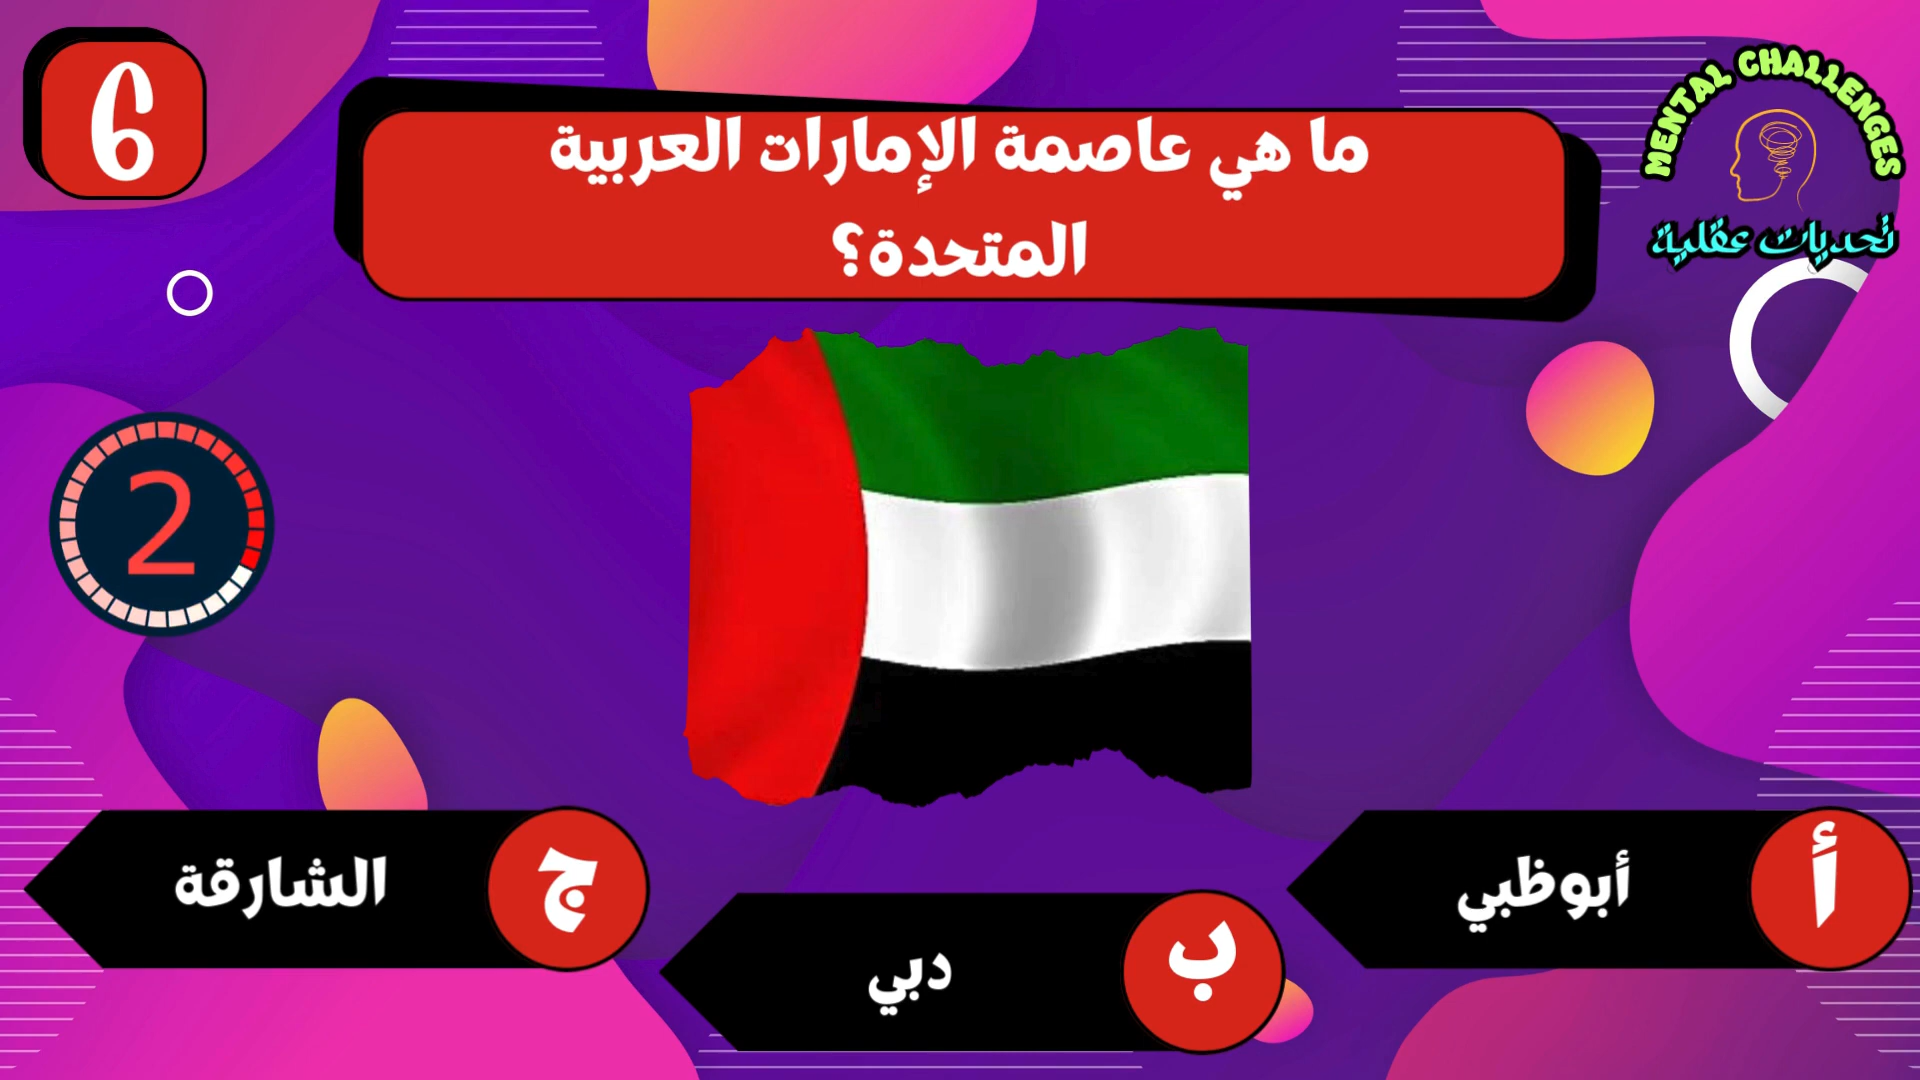 6
ما هي عاصمة الإمارات العربية
المتحدة؟
MENTAL CHALLENGES
تحديات عقلية
2
أ
أبوظبي
ب
دبي
ج
الشارقة